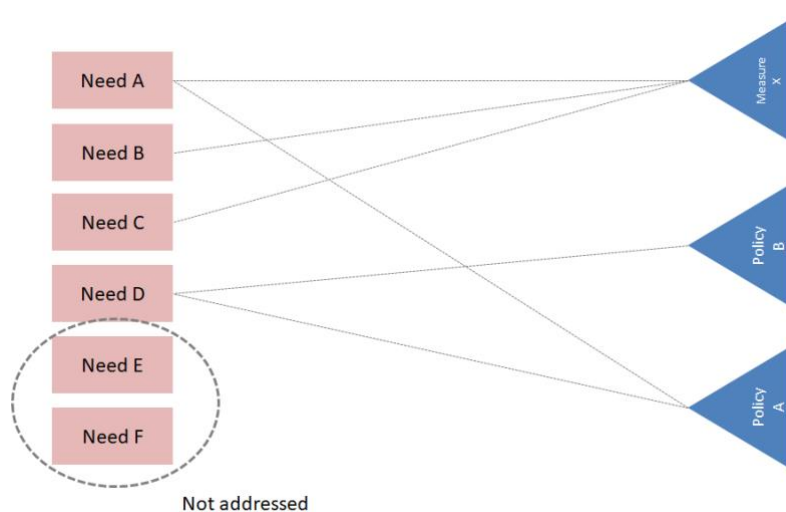 Need A
Need B
Need C
Need D
Need E
Need F
Not addressed
Measure
X
Policy
B
Policy
A